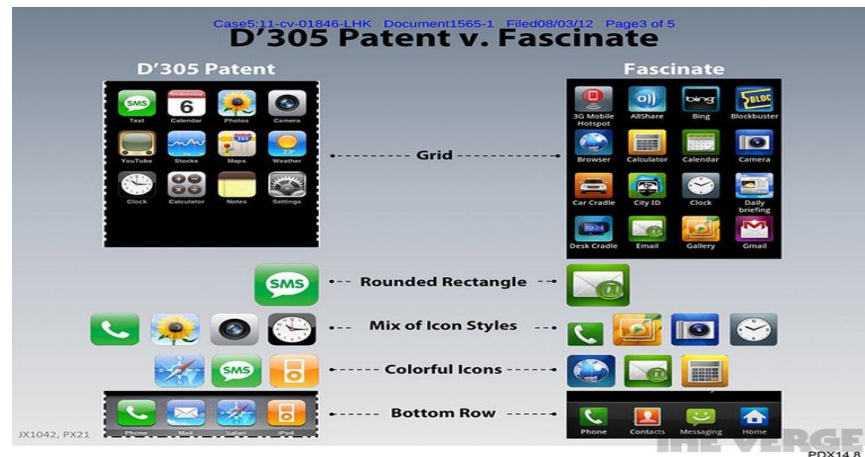 Case5:11-cv-01846-LHK Document1565-1 Filed08/03/12 Page3 of 5
D'305 Patent v. Fascinate
D'305 Patent
SMS
6
Text Calendar Photos Camera
73°
YouTube Stocks Maps Weather
Clock Calculator Notes Settings
Fascinate
bing
BLOC
3G Mobile Hotspot AllShare Bing Blockbuster
Browser Calculator Calendar Camera
Car Cradle City ID Clock Daily briefing
10:24
Desk Cradle Email Gallery Gmail
Grid
SMS
Rounded Rectangle
@
Mix of Icon Styles
SMS
Colorful Icons
@
Phone Mail Safari iPod
Bottom Row
Phone Contacts Messaging Home
JX1042, PX21
THE VERGE
PDX14.8